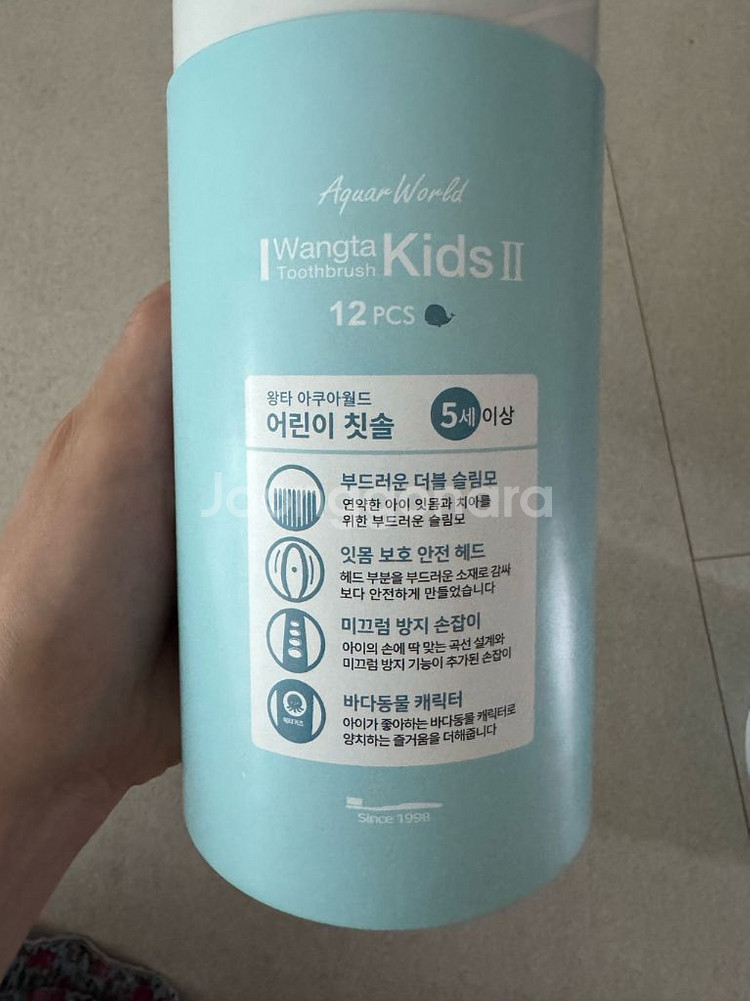 Aquar World
Wangta
Toothbrush
Kids II
12 PCS
왕타 아쿠아월드
어린이 칫솔
5세 이상
부드러운 더블 슬림모
연약한 아이 잇몸과 치아를
위한 부드러운 슬림모
잇몸 보호 안전 헤드
헤드 부분을 부드러운 소재로 감싸
보다 안전하게 만들었습니다
미끄럼 방지 손잡이
아이의 손에 딱 맞는 곡선 설계와
미끄럼 방지 기능이 추가된 손잡이
바다동물 캐릭터
아이가 좋아하는 바다동물 캐릭터로
양치하는 즐거움을 더해줍니다
Since 1998
Joonggonara